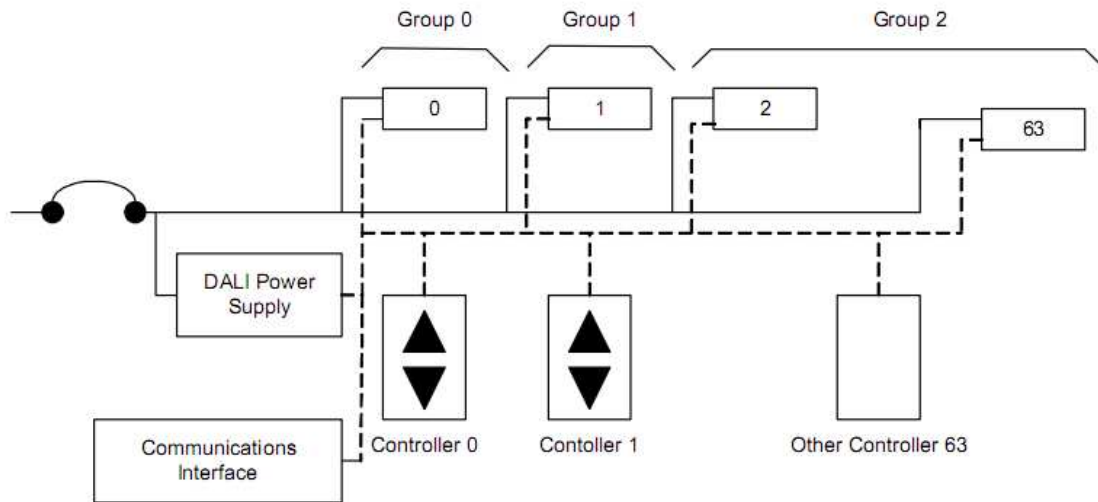 Group 0
Group 1
Group 2
0
1
2
63
DALI Power
Supply
Communications
Interface
Controller 0
Contoller 1
Other Controller 63